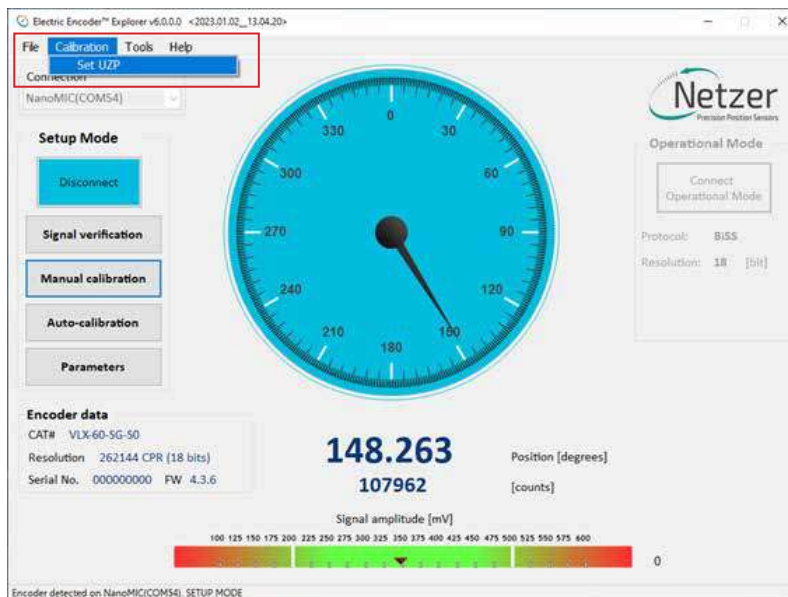 Electric Encoder™ Explorer v6.0.0.0 <2023.01.02__13.04.20>
File Calibration Tools Help
Set UZP
Connection
NanoMIC(COM54)
Netzer
Precision Position Sensors
Setup Mode
Disconnect
Signal verification
Manual calibration
Auto-calibration
Parameters
0
30
60
90
120
150
180
210
240
270
300
330
Operational Mode
Connect
Operational Mode
Protocol: BiSS
Resolution: 18 [bit]
Encoder data
CAT# VLX-60-SG-S0
Resolution 262144 CPR (18 bits)
Serial No. 000000000 FW 4.3.6
148.263 Position [degrees]
107962 [counts]
Signal amplitude [mV]
100 125 150 175 200 225 250 275 300 325 350 375 400 425 450 475 500 525 550 575 600
0
Encoder detected on NanoMIC(COM54). SETUP MODE